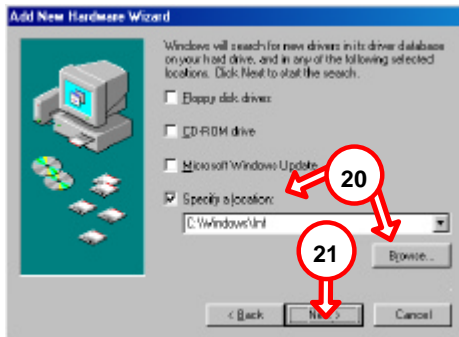 Add New Hardware Wizard
Windows will search for new drivers in its driver database
on your hard drive, and in any of the following selected
locations. Click Next to start the search.
Floppy disk drives
CD-ROM drive
Microsoft Windows Update
20
Specify a location:
C:\Windows\Inf
21
Browse...
< Back
Next >
Cancel